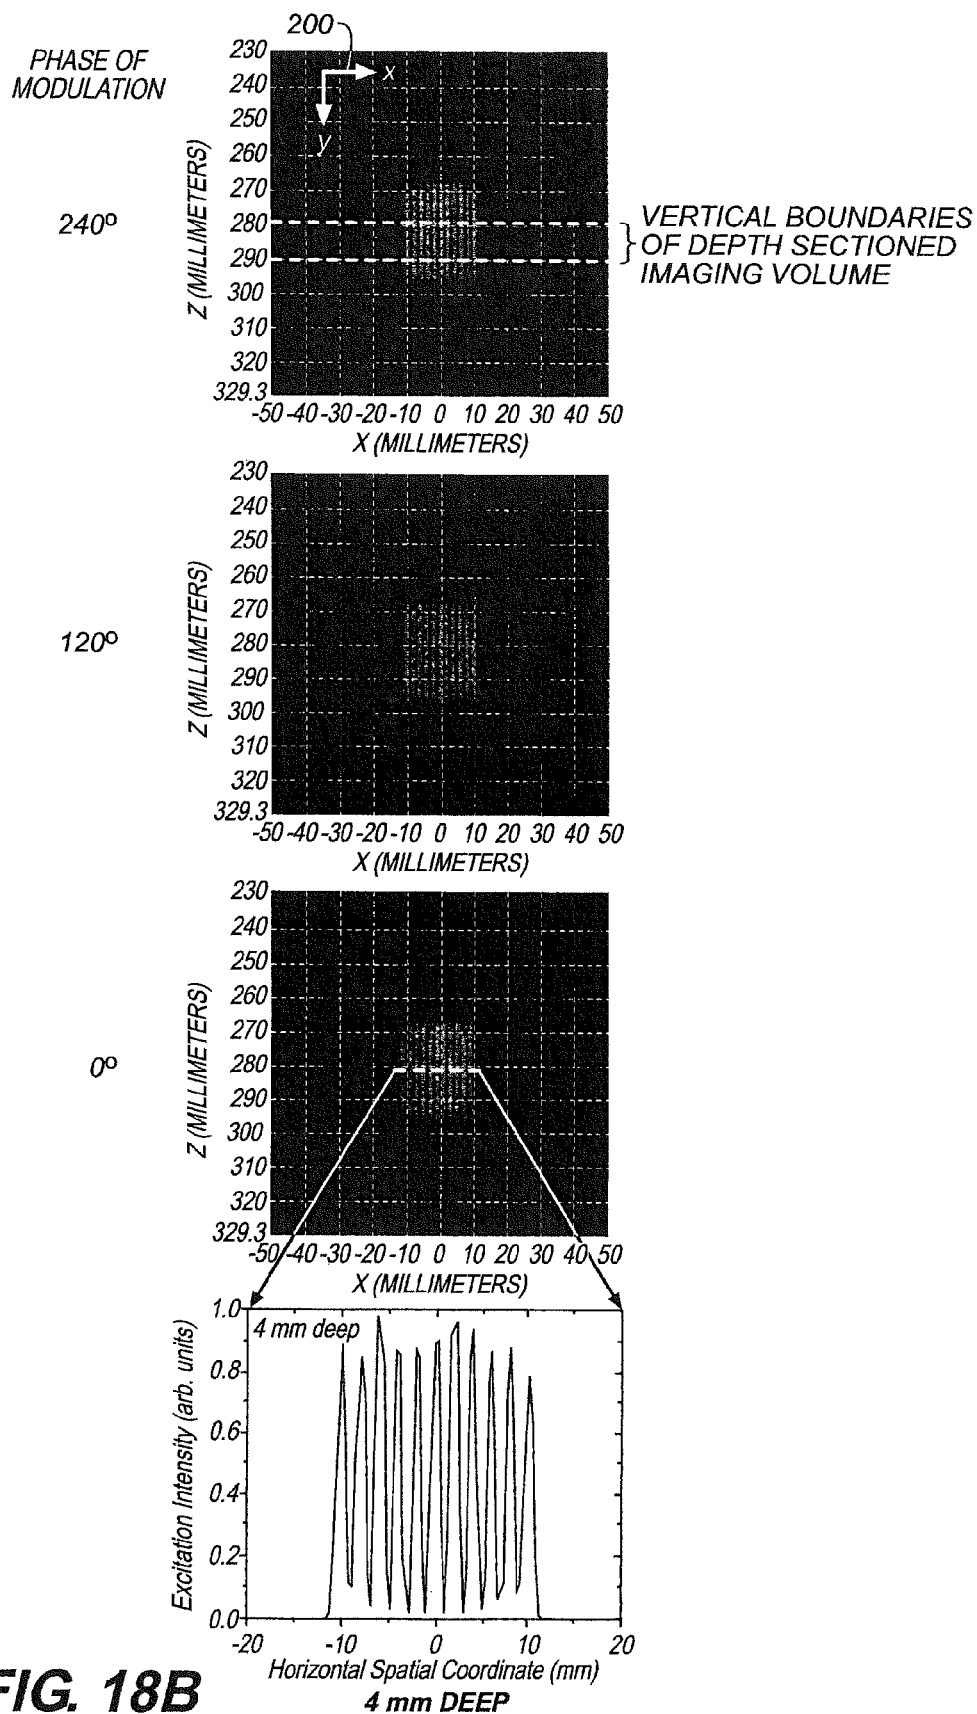 200
PHASE OF
MODULATION
x
y
230
240
250
260
270
280
290
300
310
320
329.3
Z (MILLIMETERS)
240º
VERTICAL BOUNDARIES
OF DEPTH SECTIONED
IMAGING VOLUME
-50 -40 -30 -20 -10 0 10 20 30 40 50
X (MILLIMETERS)
230
240
250
260
270
280
290
300
310
320
329.3
Z (MILLIMETERS)
120º
-50 -40 -30 -20 -10 0 10 20 30 40 50
X (MILLIMETERS)
230
240
250
260
270
280
290
300
310
320
329.3
Z (MILLIMETERS)
0º
-50 -40 -30 -20 -10 0 10 20 30 40 50
X (MILLIMETERS)
1.0
0.8
0.6
0.4
0.2
0.0
Excitation Intensity (arb. units)
4 mm deep
-20 -10 0 10 20
Horizontal Spatial Coordinate (mm)
4 mm DEEP
FIG. 18B